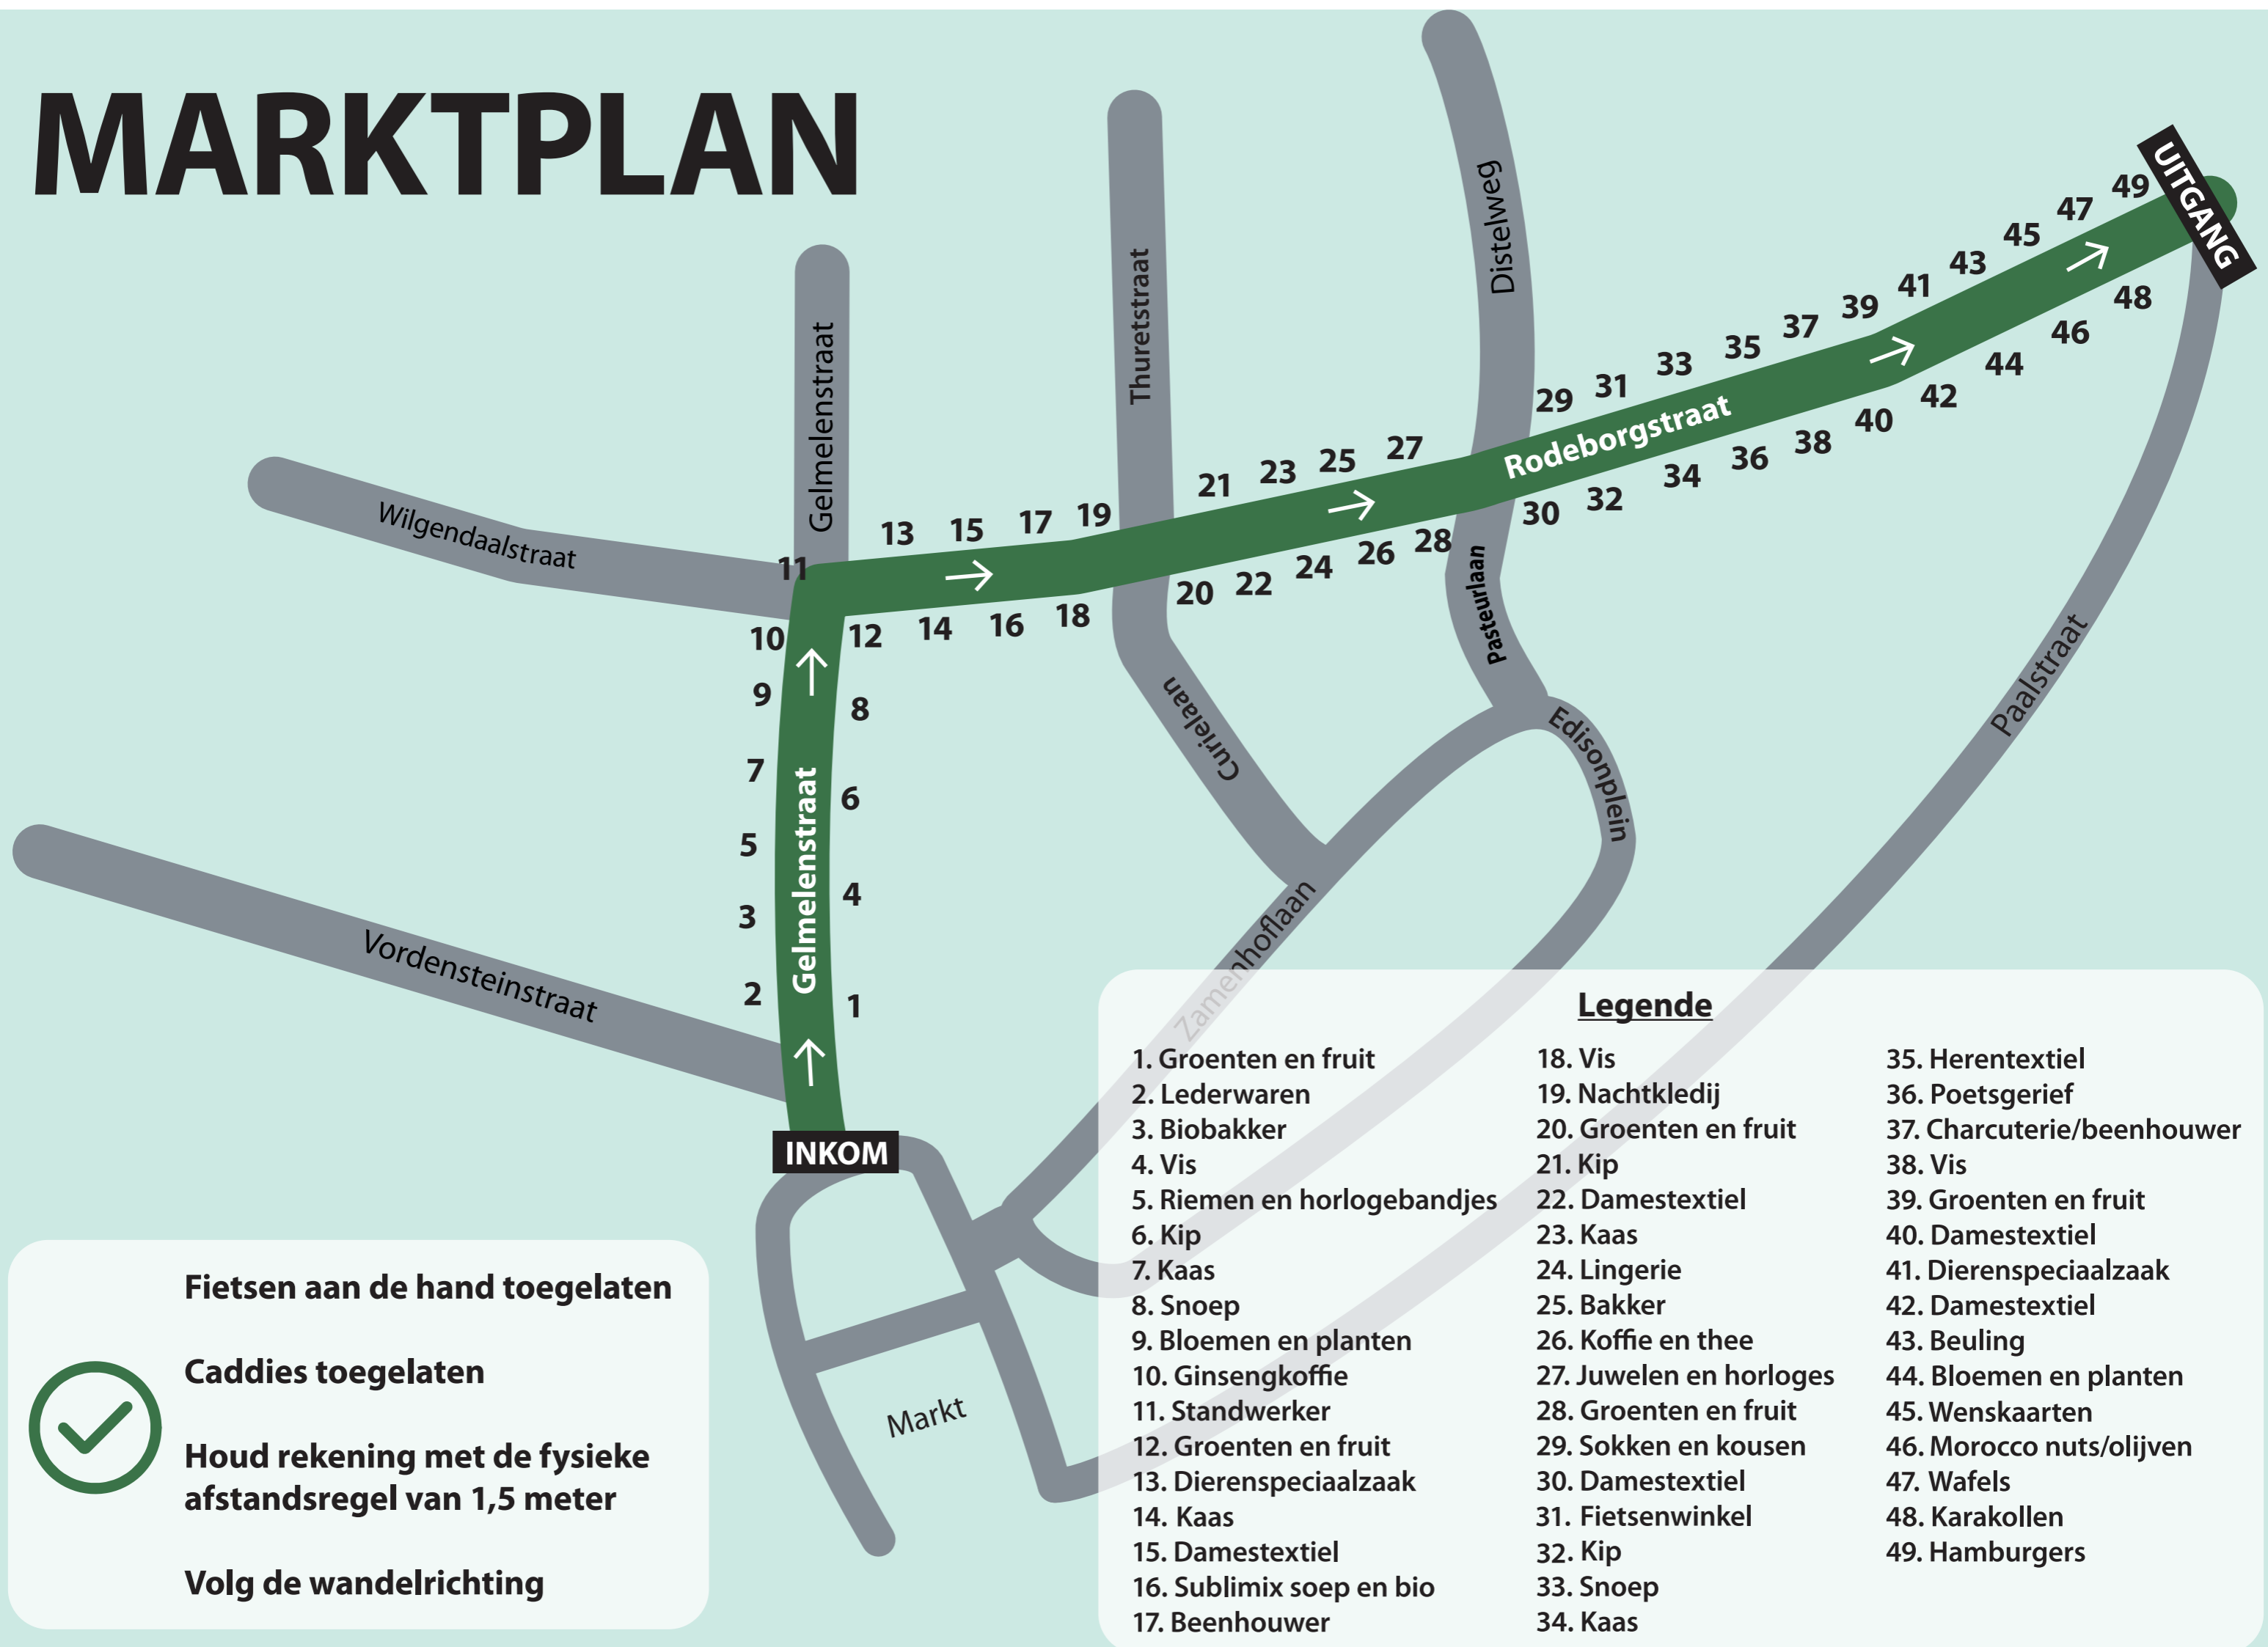 MARKTPLAN
UITGANG
Gelmelenstraat
Thuretstraat
Distelweg
Wilgendaalstraat
Rodeborgstraat
Pasteurlaan
Curielaan
Edisonplein
Paalstraat
Gelmelenstraat
Vordensteinstraat
Zamenhoflaan
INKOM
Markt
1
2
3
4
5
6
7
8
9
10
11
12
13
14
15
16
17
18
19
20
21
22
23
24
25
26
27
28
29
30
31
32
33
34
35
36
37
38
39
40
41
42
43
44
45
46
47
48
49
Fietsen aan de hand toegelaten
Caddies toegelaten
Houd rekening met de fysieke
afstandsregel van 1,5 meter
Volg de wandelrichting
Legende
1. Groenten en fruit
2. Lederwaren
3. Biobakker
4. Vis
5. Riemen en horlogebandjes
6. Kip
7. Kaas
8. Snoep
9. Bloemen en planten
10. Ginsengkoffie
11. Standwerker
12. Groenten en fruit
13. Dierenspeciaalzaak
14. Kaas
15. Damestextiel
16. Sublimix soep en bio
17. Beenhouwer
18. Vis
19. Nachtkledij
20. Groenten en fruit
21. Kip
22. Damestextiel
23. Kaas
24. Lingerie
25. Bakker
26. Koffie en thee
27. Juwelen en horloges
28. Groenten en fruit
29. Sokken en kousen
30. Damestextiel
31. Fietsenwinkel
32. Kip
33. Snoep
34. Kaas
35. Herentextiel
36. Poetsgerief
37. Charcuterie/beenhouwer
38. Vis
39. Groenten en fruit
40. Damestextiel
41. Dierenspeciaalzaak
42. Damestextiel
43. Beuling
44. Bloemen en planten
45. Wenskaarten
46. Morocco nuts/olijven
47. Wafels
48. Karakollen
49. Hamburgers